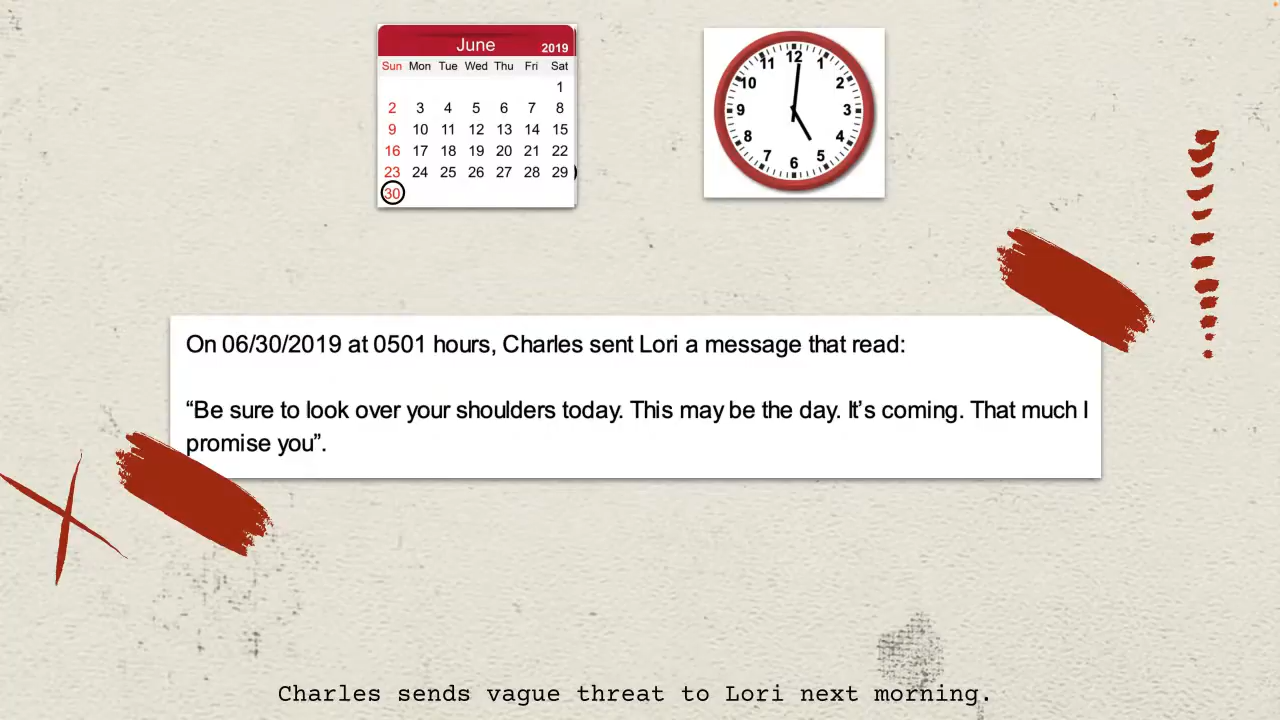 June 2019
Sun Mon Tue Wed Thu Fri Sat
1
2 3 4 5 6 7 8
9 10 11 12 13 14 15
16 17 18 19 20 21 22
23 24 25 26 27 28 29
30
12
11 1
10 2
9 3
8 4
7 5
6
On 06/30/2019 at 0501 hours, Charles sent Lori a message that read:
“Be sure to look over your shoulders today. This may be the day. It’s coming. That much I
promise you”.
Charles sends vague threat to Lori next morning.